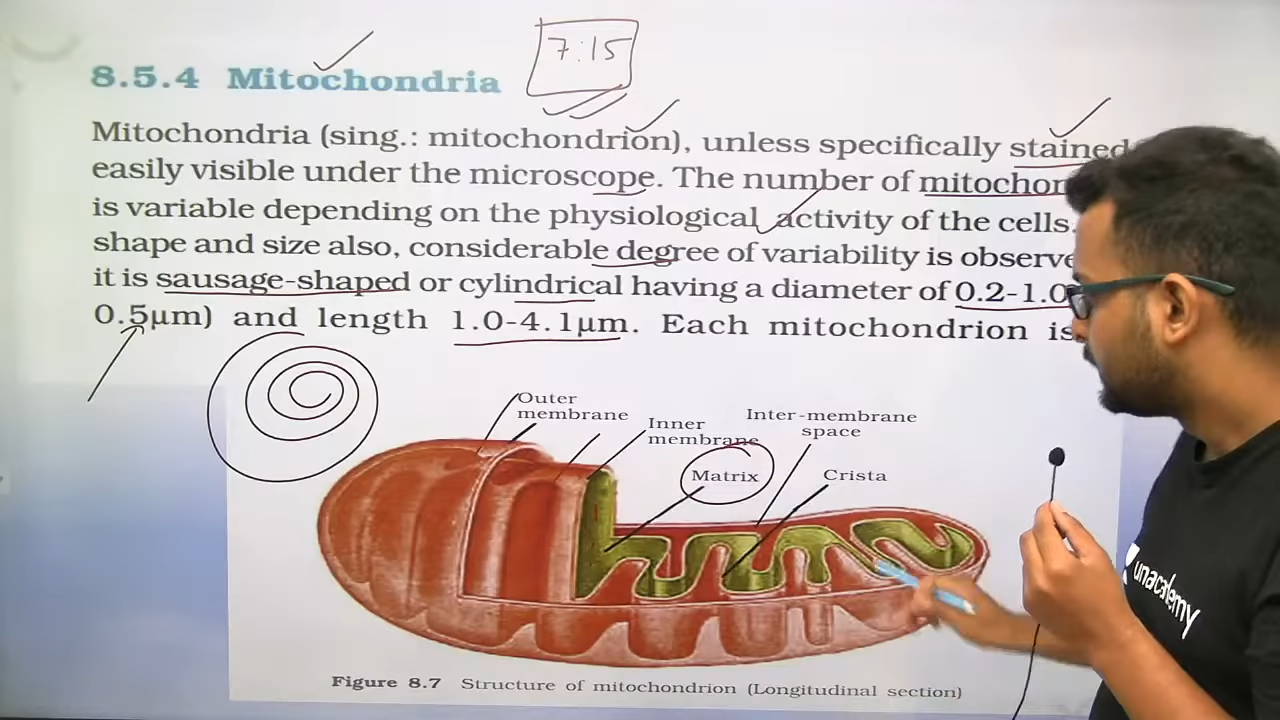 7:15
8.5.4 Mitochondria
Mitochondria (sing.: mitochondrion), unless specifically stained
easily visible under the microscope. The number of
is variable depending on the physiological activity of the cells.
shape and size also, considerable degree of variability is
it is sausage-shaped or cylindrical having a diameter of 0.2-1.0
0.5μm) and length 1.0-4.1μm. Each mitochondrion is
Outer
membrane
Inner
membrane
Inter-membrane
space
Matrix
Crista
unacademy
Figure 8.7 Structure of mitochondrion (Longitudinal section)